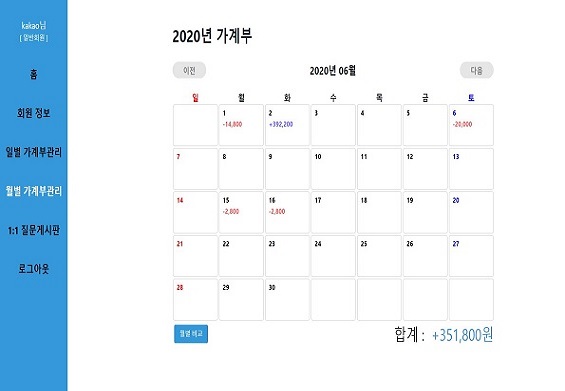 kakao님
[ 일반회원 ]
홈
회원 정보
일별 가계부관리
월별 가계부관리
1:1 질문게시판
로그아웃
2020년 가계부
이전 2020년 06월 다음
일 월 화 수 목 금 토
1 2 3 4 5 6
-14,800 +392,200 -20,000
7 8 9 10 11 12 13
14 15 16 17 18 19 20
-2,800 -2,800
21 22 23 24 25 26 27
28 29 30
월별 비교 합계 : +351,800원